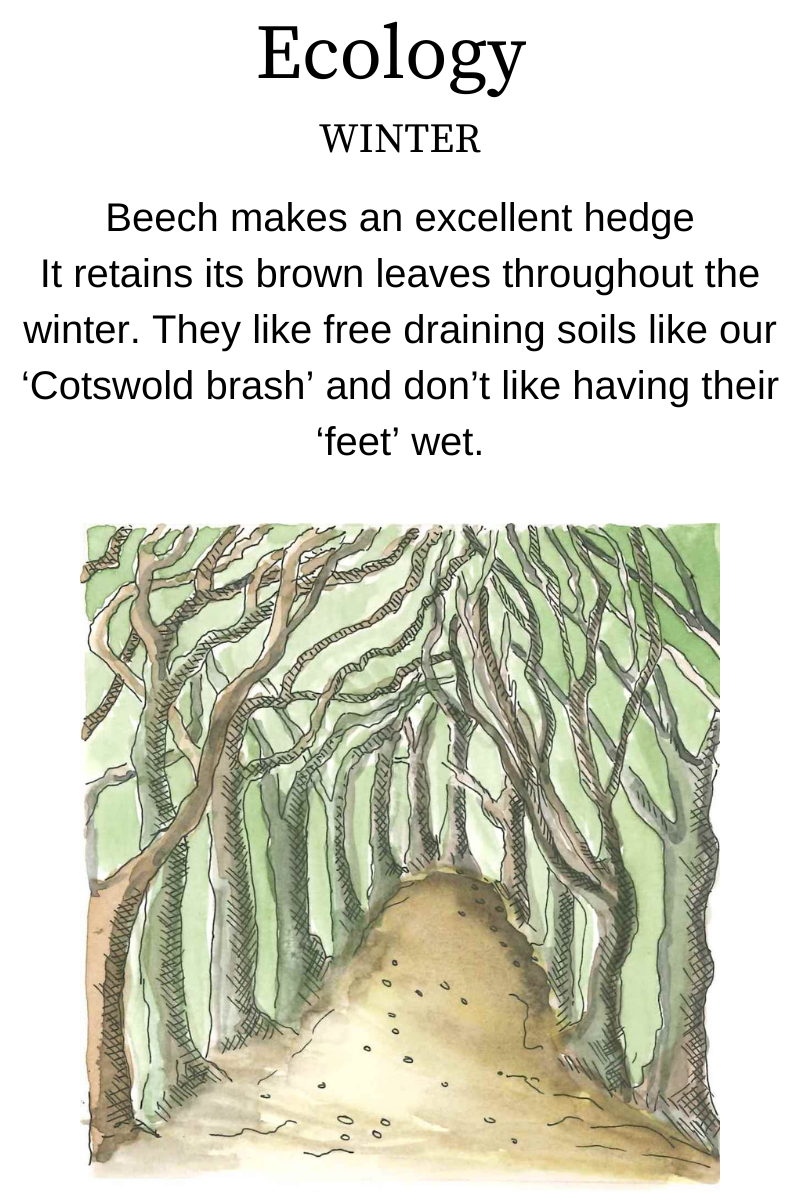 Ecology
WINTER
Beech makes an excellent hedge
It retains its brown leaves throughout the
winter. They like free draining soils like our
‘Cotswold brash’ and don’t like having their
‘feet’ wet.